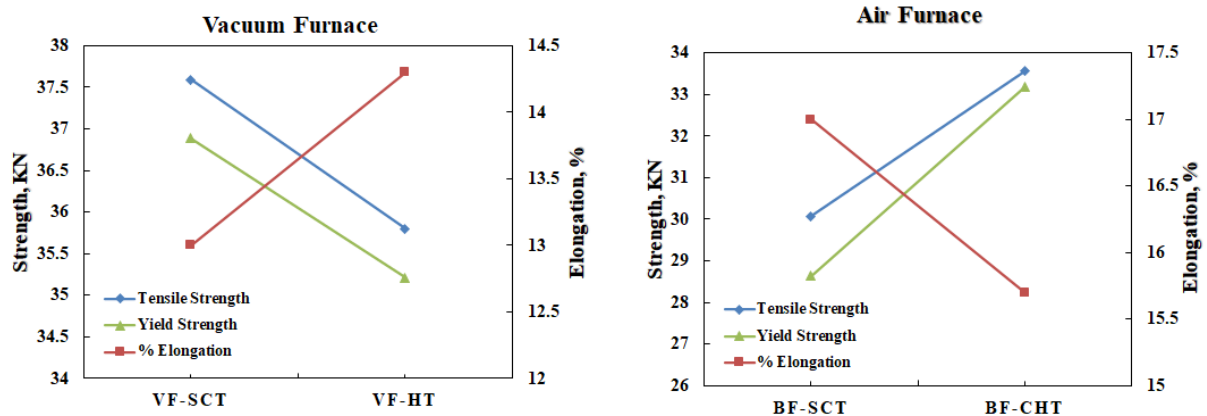 Vacuum Furnace
38
37.5
37
36.5
36
35.5
35
34.5
34
Strength, KN
14.5
14
13.5
13
12.5
12
Elongation, %
Tensile Strength
Yield Strength
% Elongation
VF-SCT VF-HT
Air Furnace
34
33
32
31
30
29
28
27
26
Strength, KN
17.5
17
16.5
16
15.5
15
Elongation, %
Tensile Strength
Yield Strength
% Elongation
BF-SCT BF-CHT